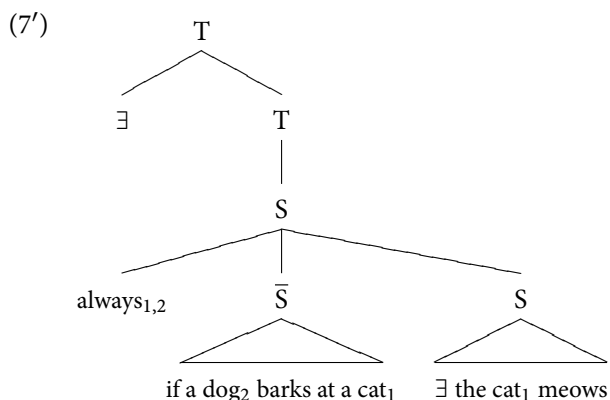 (7′)
T
∃ T
S
always₁,₂ S̅ S
if a dog₂ barks at a cat₁ ∃ the cat₁ meows